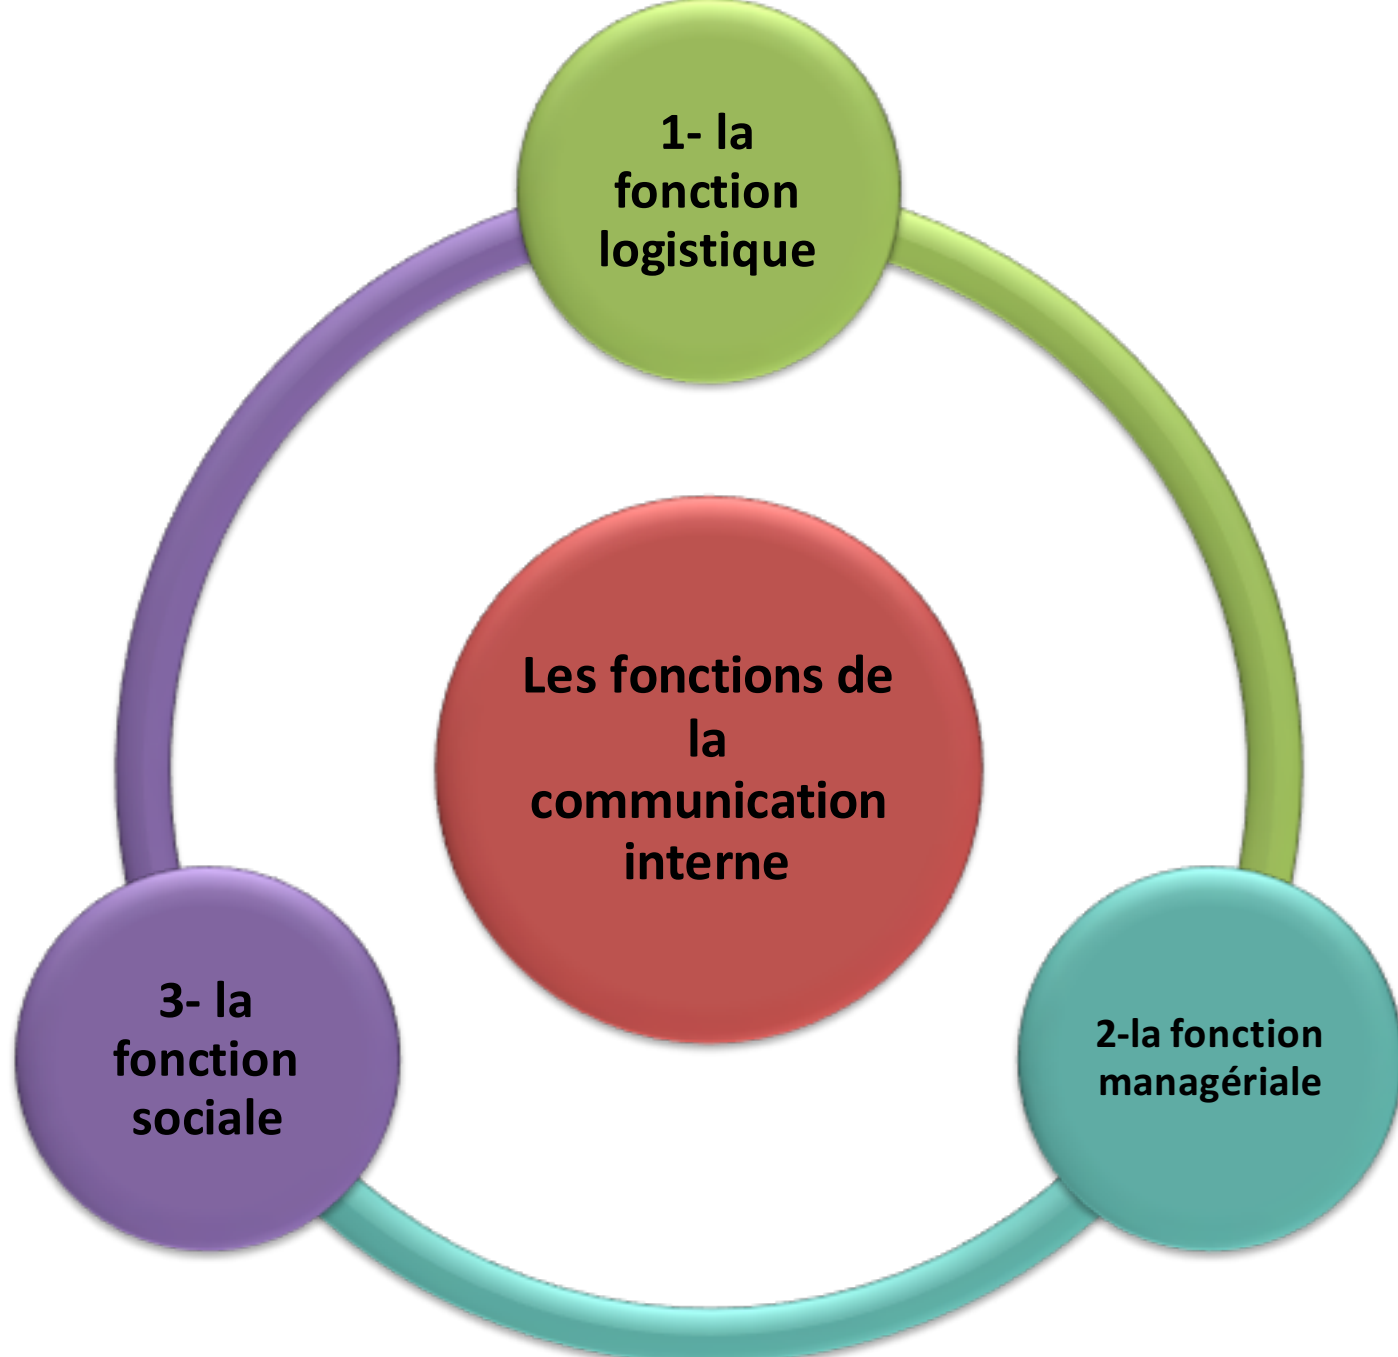 1- la
fonction
logistique
Les fonctions de
la
communication
interne
3- la
fonction
sociale
2-la fonction
managériale